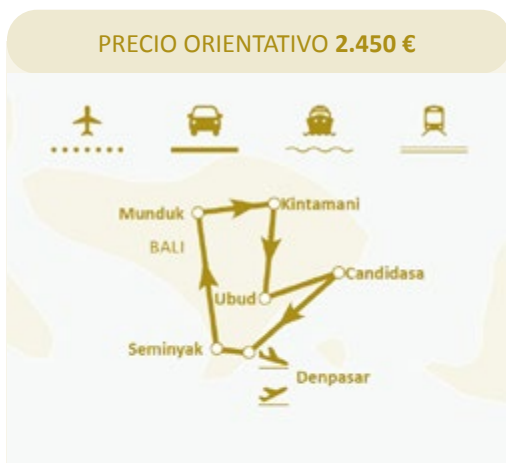 PRECIO ORIENTATIVO 2.450 €
Munduk
Kintamani
BALI
Candidasa
Ubud
Seminyak
Denpasar